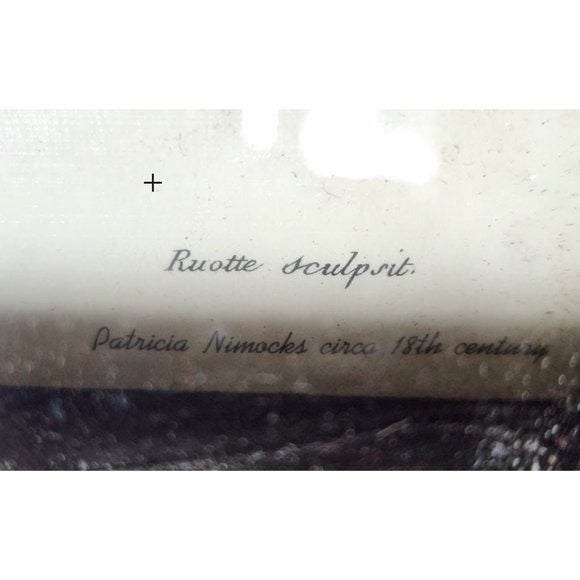 Ruotte sculpsit.
Patricia Nimocks circa 18th century